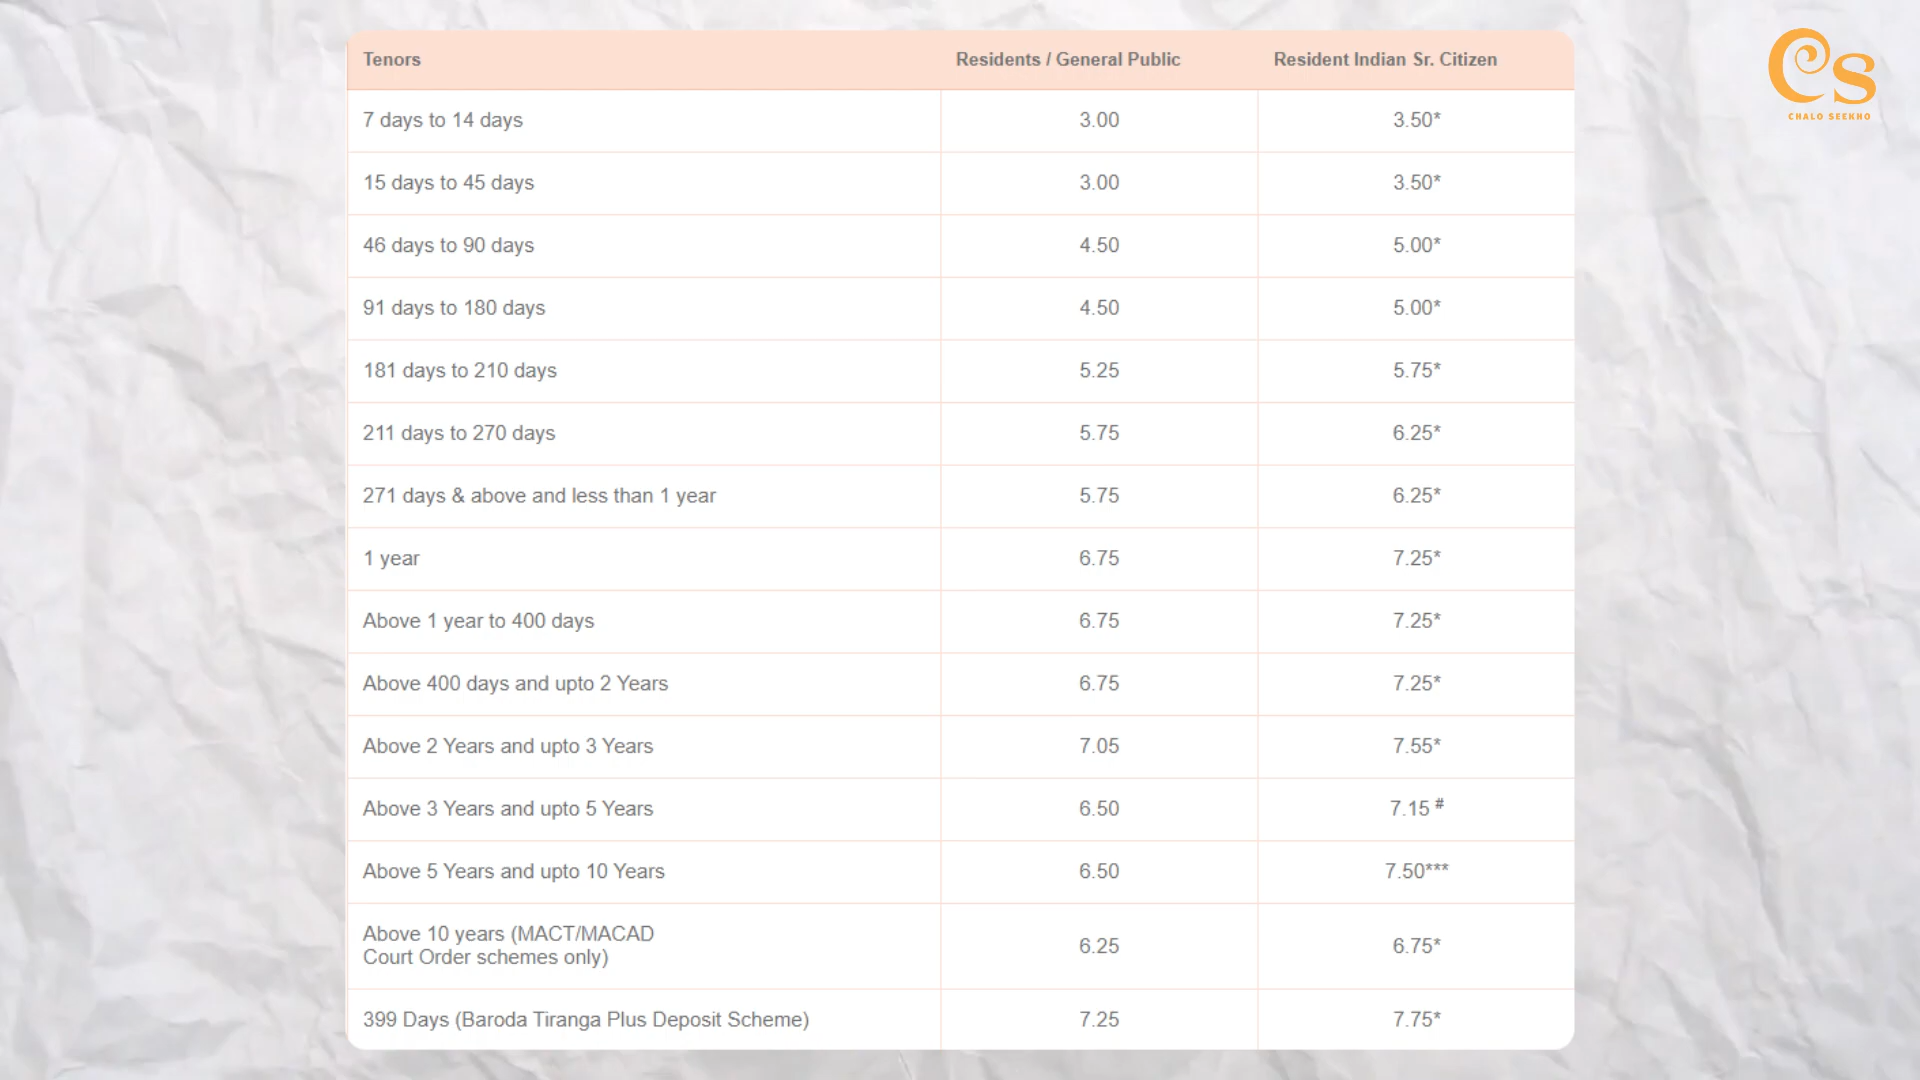 Tenors Residents / General Public Resident Indian Sr. Citizen
7 days to 14 days 3.00 3.50*
15 days to 45 days 3.00 3.50*
46 days to 90 days 4.50 5.00*
91 days to 180 days 4.50 5.00*
181 days to 210 days 5.25 5.75*
211 days to 270 days 5.75 6.25*
271 days & above and less than 1 year 5.75 6.25*
1 year 6.75 7.25*
Above 1 year to 400 days 6.75 7.25*
Above 400 days and upto 2 Years 6.75 7.25*
Above 2 Years and upto 3 Years 7.05 7.55*
Above 3 Years and upto 5 Years 6.50 7.15 #
Above 5 Years and upto 10 Years 6.50 7.50***
Above 10 years (MACT/MACAD
Court Order schemes only) 6.25 6.75*
399 Days (Baroda Tiranga Plus Deposit Scheme) 7.25 7.75*
CS
CHALO SEEKHO